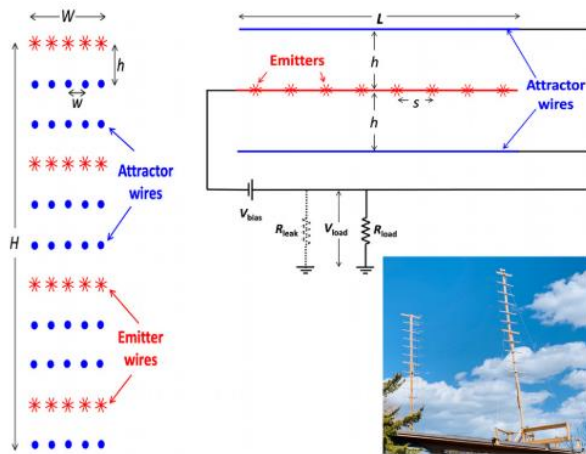 W
h
w
H
Attractor
wires
Emitter
wires
L
Emitters
h
Attractor
wires
s
h
V bias
R leak
V load
R load